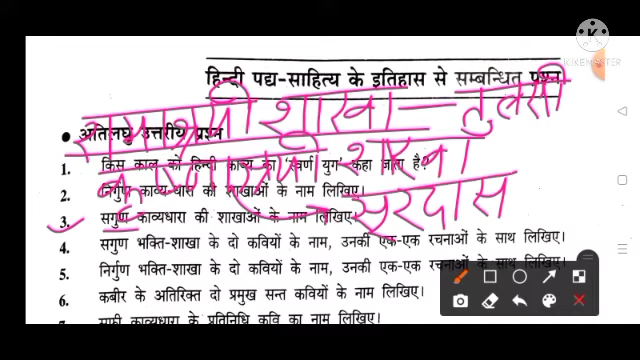 KINEMASTER
हिन्दी पद्य-साहित्य के इतिहास से सम्बन्धित प्रश्न
रामाश्रयी शाखा — तुलसी
● अतिलघु उत्तरीय प्रश्न
1. किस काल को हिन्दी काव्य का 'स्वर्ण युग' कहा जाता है?
कृष्णाश्रयी शाखा
2. निर्गुण काव्य-धारा की शाखाओं के नाम लिखिए।
→ सूरदास
3. सगुण काव्यधारा की शाखाओं के नाम लिखिए।
4. सगुण भक्ति-शाखा के दो कवियों के नाम, उनकी एक-एक रचनाओं के साथ लिखिए।
5. निर्गुण भक्ति-शाखा के दो कवियों के नाम, उनकी एक-एक रचनाओं के साथ लिखिए।
6. कबीर के अतिरिक्त दो प्रमुख सन्त कवियों के नाम लिखिए।
7. सूफी काव्यधारा के प्रतिनिधि कवि का नाम लिखिए।